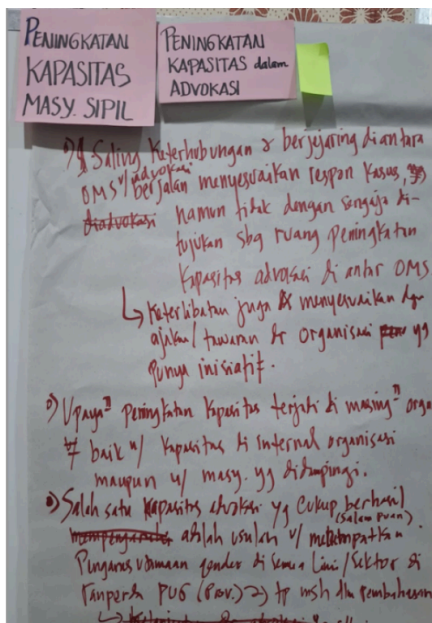 PENINGKATAN
KAPASITAS
MASY. SIPIL
PENINGKATAN
KAPASITAS dalam
ADVOKASI
Saling Keterhubungan & berjejaring diantara
OMS u/ advokasi berjalan menyesuaikan respon kasus,
diadvokasi namun tidak dengan sengaja di-
tujukan sbg ruang peningkatan
Kapasitas advokasi di antar OMS
↳ Keterlibatan juga menyesuaikan dgn
ajakan/tawaran dr organisasi yg
punya inisiatif.
Upaya" peningkatan Kapasitas terjadi di masing"
baik u/ Kapasitas di internal organisasi
maupun u/ masy. yg didampingi.
Salah satu Kapasitas advokasi yg cukup berhasil
(Salam Puan)
adalah usulan u/
Pengarusutamaan gender di semua Lini/Sektor di
Ranperda PUG (Prov.) → tp msh dlm pembahasan